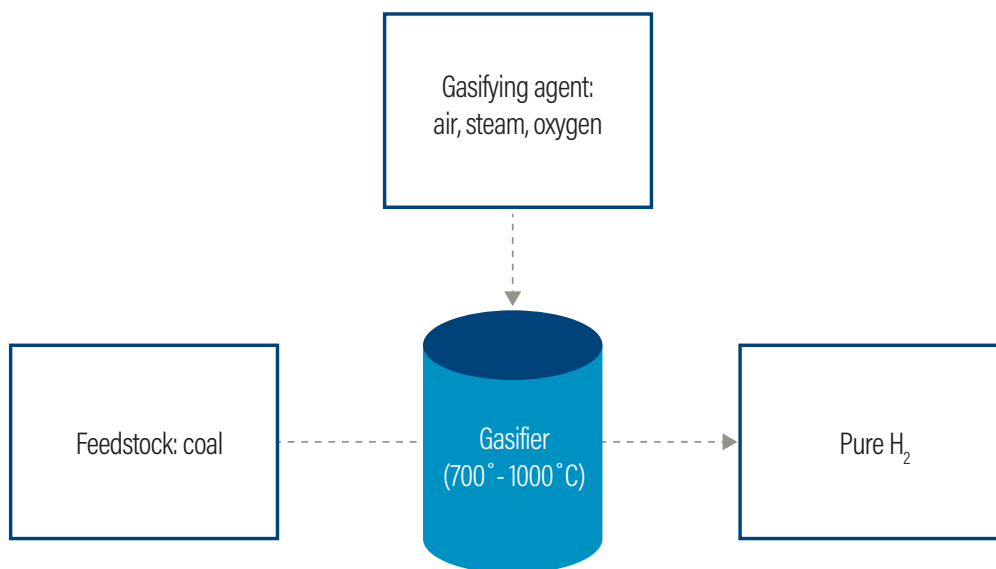 Gasifying agent:
air, steam, oxygen
Feedstock: coal
Gasifier
(700˚- 1000˚C)
Pure H₂